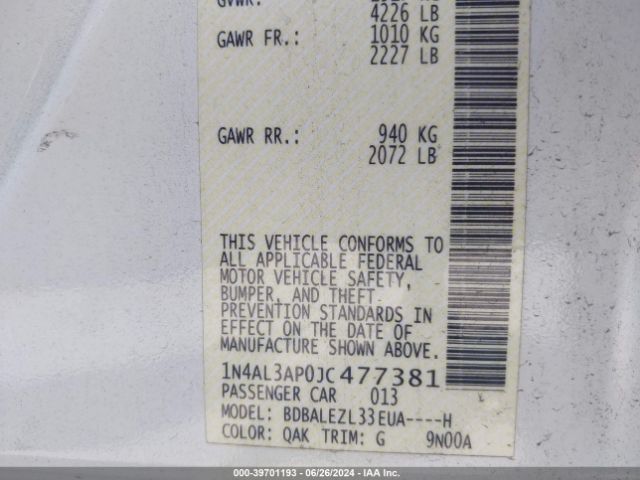 GVWR:
4226 LB
GAWR FR.: 1010 KG
2227 LB
GAWR RR.: 940 KG
2072 LB
THIS VEHICLE CONFORMS TO
ALL APPLICABLE FEDERAL
MOTOR VEHICLE SAFETY,
BUMPER, AND THEFT
PREVENTION STANDARDS IN
EFFECT ON THE DATE OF
MANUFACTURE SHOWN ABOVE.
1N4AL3AP0JC477381
PASSENGER CAR 013
MODEL: BDBALEZL33EUA----H
COLOR: QAK TRIM: G 9N00A
000-39701193 - 06/26/2024 - IAA Inc.